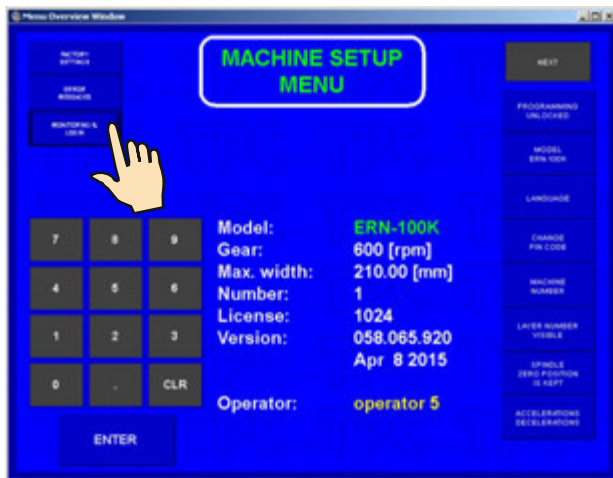 Menu Overview Window
MACHINE SETUP
MENU
FACTORY
SETTINGS
ERROR
MESSAGES
MONITORING &
LOG IN
NEXT
PROGRAMMING
UNLOCKED
MODEL
ERN-100K
LANGUAGE
CHANGE
PIN CODE
MACHINE
NUMBER
LAYER NUMBER
VISIBLE
SPINDLE
ZERO POSITION
IS KEPT
ACCELERATIONS
DECELERATIONS
7 8 9
4 5 6
1 2 3
0 . CLR
ENTER
Model: ERN-100K
Gear: 600 [rpm]
Max. width: 210.00 [mm]
Number: 1
License: 1024
Version: 058.065.920
Apr 8 2015
Operator: operator 5